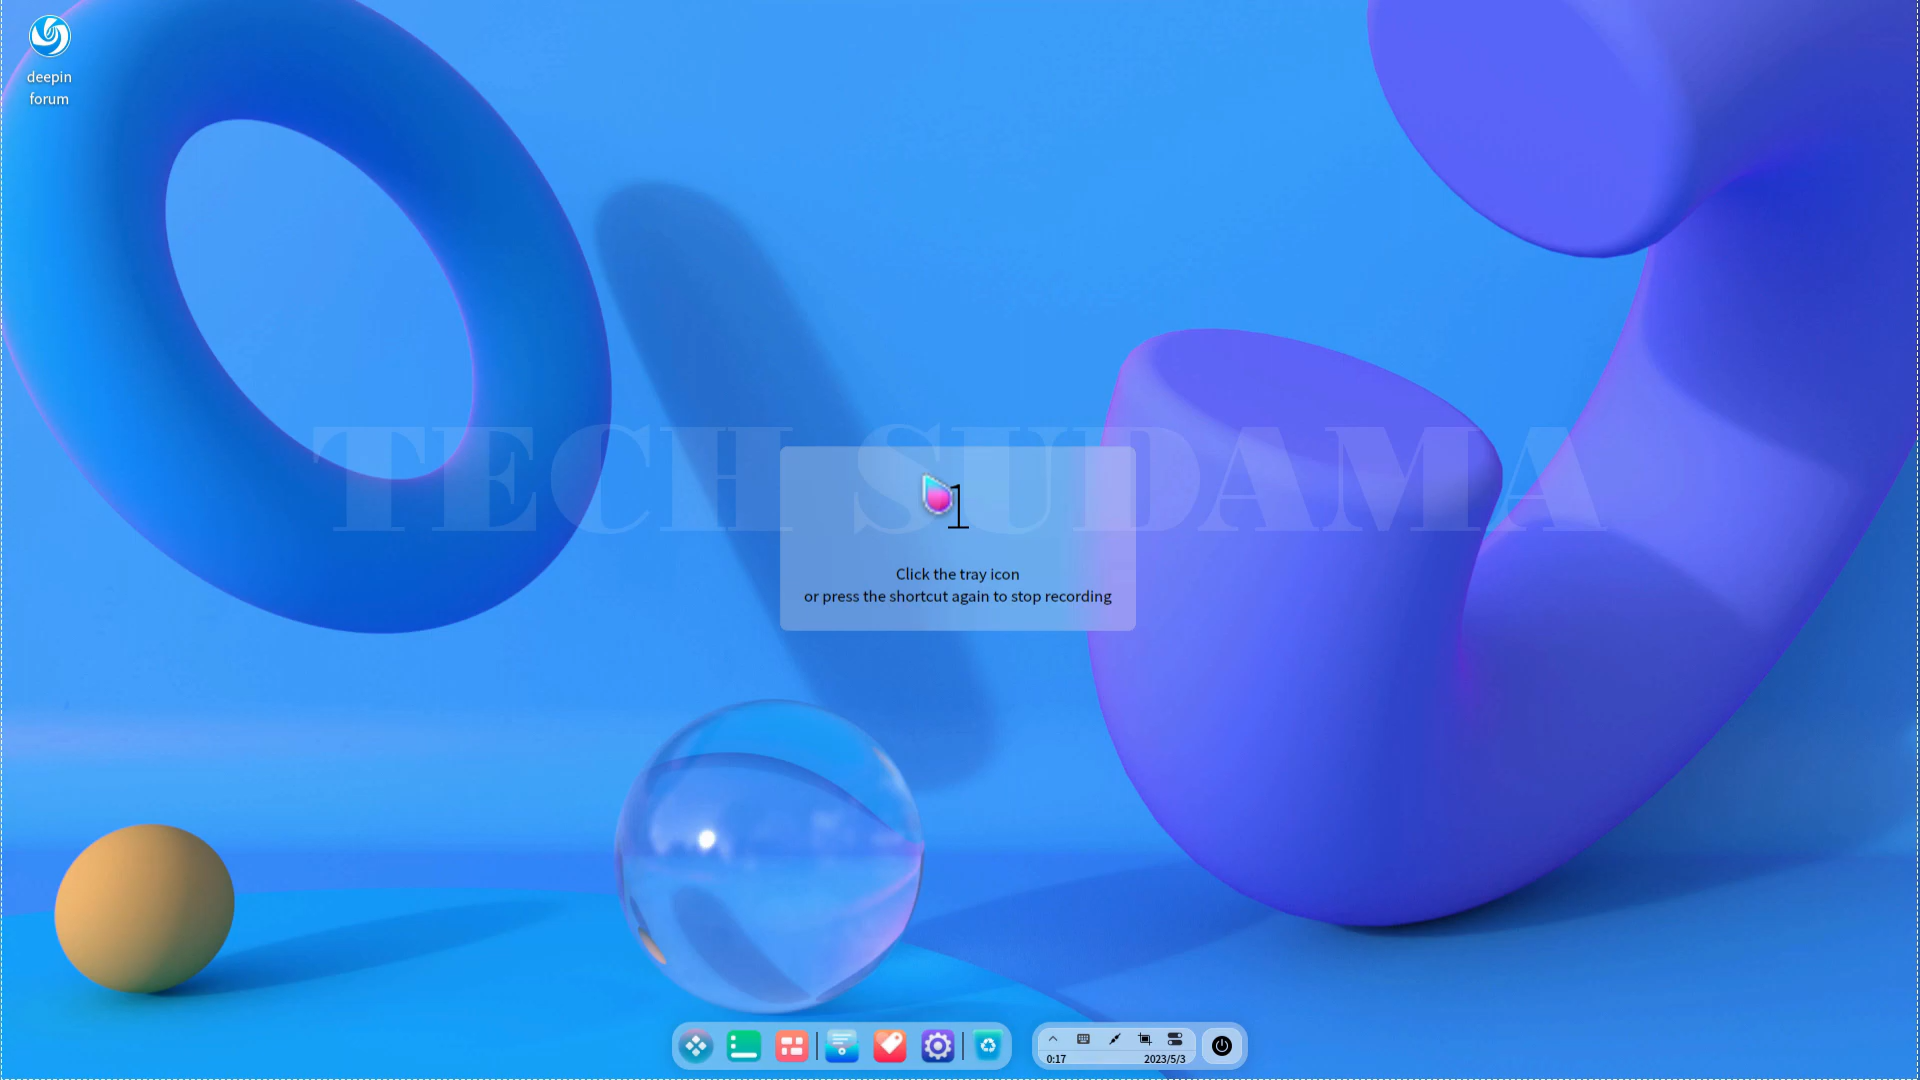 deepin
forum
TECH SUDAMA
1
Click the tray icon
or press the shortcut again to stop recording
0:17
2023/5/3